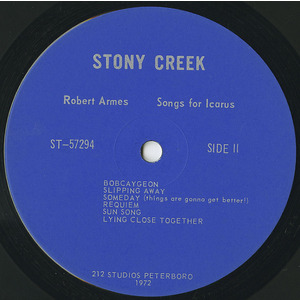 STONY CREEK
Robert Armes Songs for Icarus
ST-57294 SIDE II
BOBCAYGEON
SLIPPING AWAY
SOMEDAY (things are gonna get better!)
REQUIEM
SUN SONG
LYING CLOSE TOGETHER
212 STUDIOS PETERBORO
1972